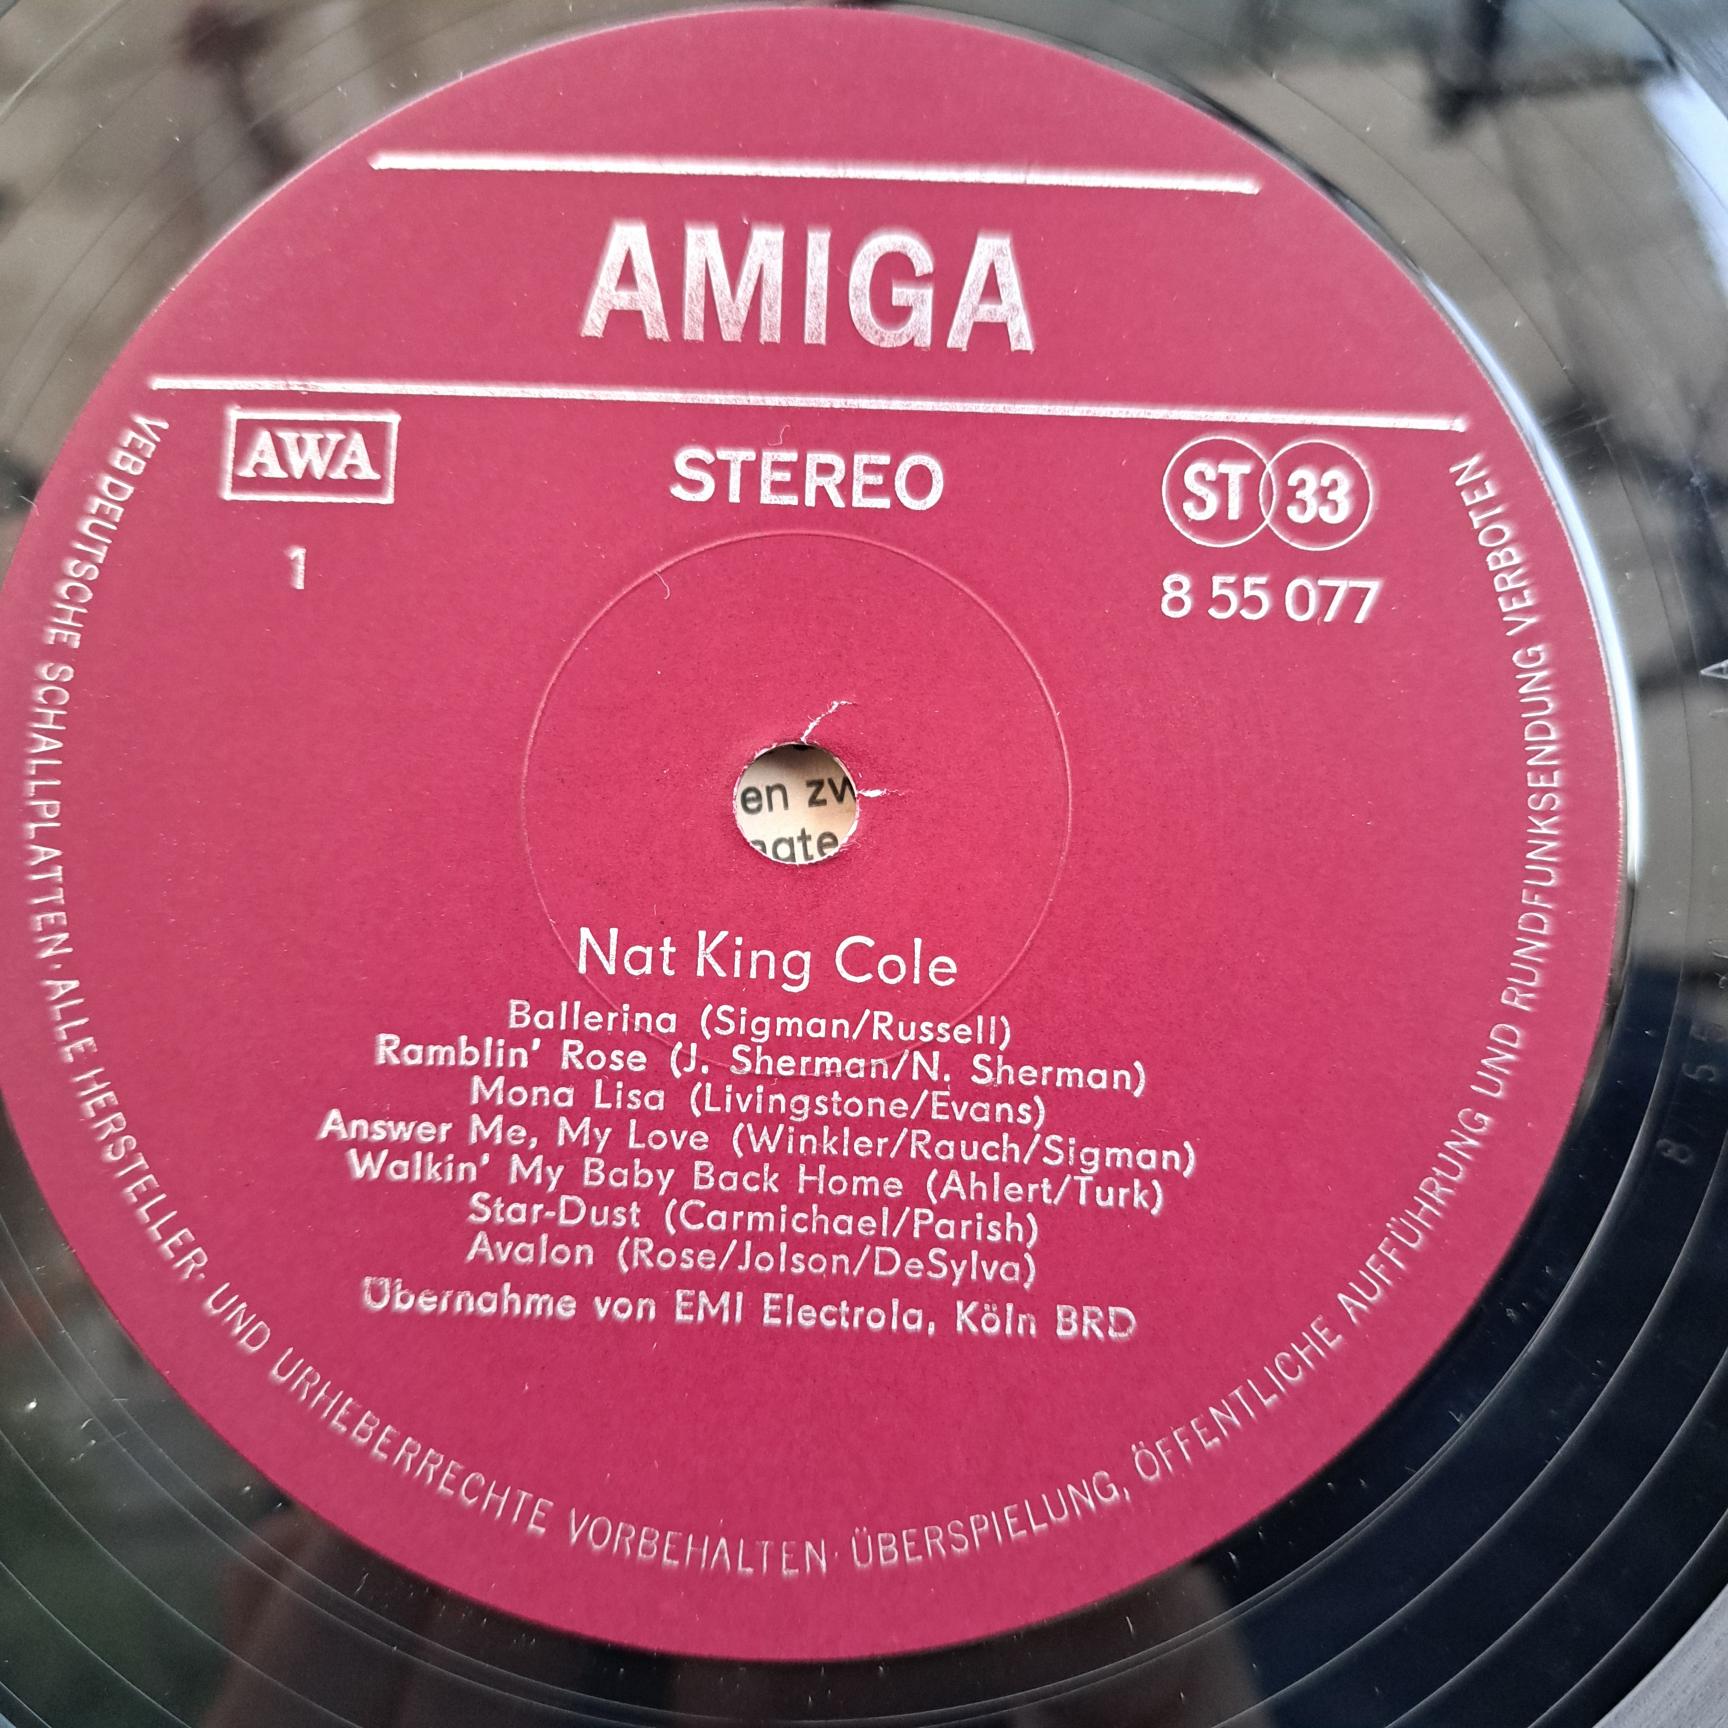 AMIGA
AWA
STEREO
ST 33
1
8 55 077
en zw
agte
Nat King Cole
Ballerina (Sigman/Russell)
Ramblin' Rose (J. Sherman/N. Sherman)
Mona Lisa (Livingstone/Evans)
Answer Me, My Love (Winkler/Rauch/Sigman)
Walkin' My Baby Back Home (Ahlert/Turk)
Star-Dust (Carmichael/Parish)
Avalon (Rose/Jolson/DeSylva)
Übernahme von EMI Electrola, Köln BRD
VEB DEUTSCHE SCHALLPLATTEN · ALLE HERSTELLER- UND URHEBERRECHTE VORBEHALTEN · ÜBERSPIELUNG, ÖFFENTLICHE AUFFÜHRUNG UND RUNDFUNKSENDUNG VERBOTEN